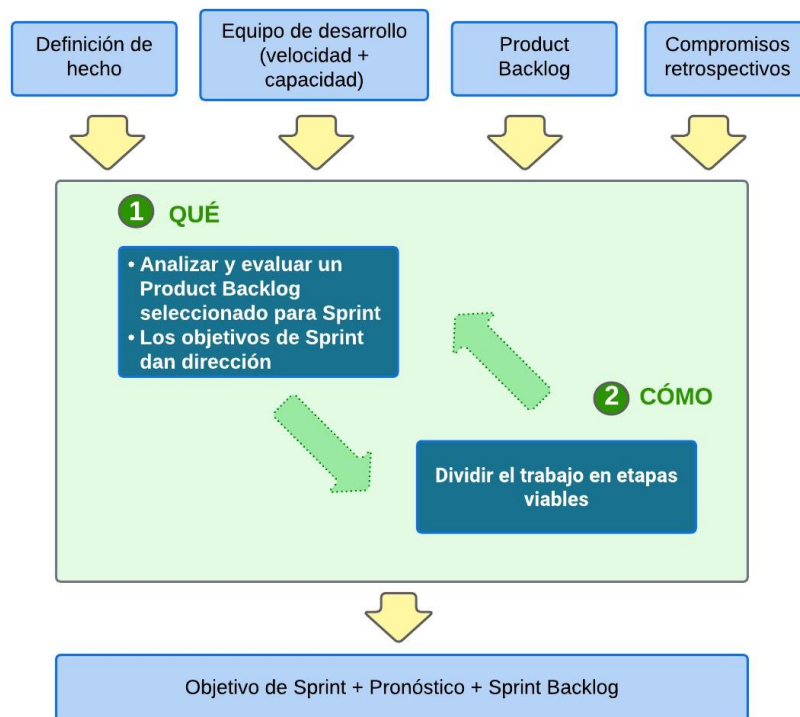 Definición de
hecho
Equipo de desarrollo
(velocidad +
capacidad)
Product
Backlog
Compromisos
retrospectivos
1 QUÉ
• Analizar y evaluar un
Product Backlog
seleccionado para Sprint
• Los objetivos de Sprint
dan dirección
2 CÓMO
Dividir el trabajo en etapas
viables
Objetivo de Sprint + Pronóstico + Sprint Backlog